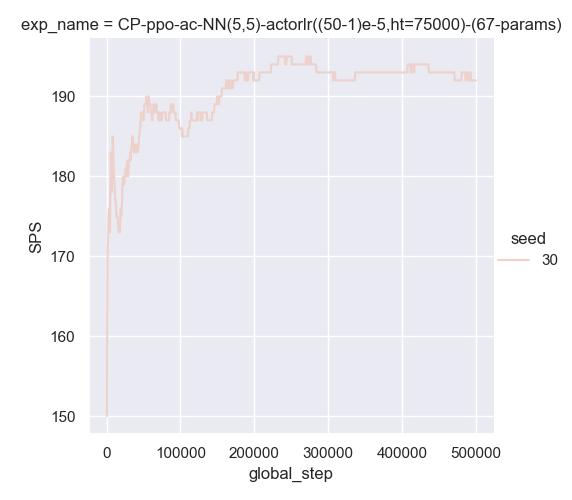 exp_name = CP-ppo-ac-NN(5,5)-actorlr((50-1)e-5,ht=75000)-(67-params)
190
180
170
160
150
SPS
0 100000 200000 300000 400000 500000
global_step
seed
30